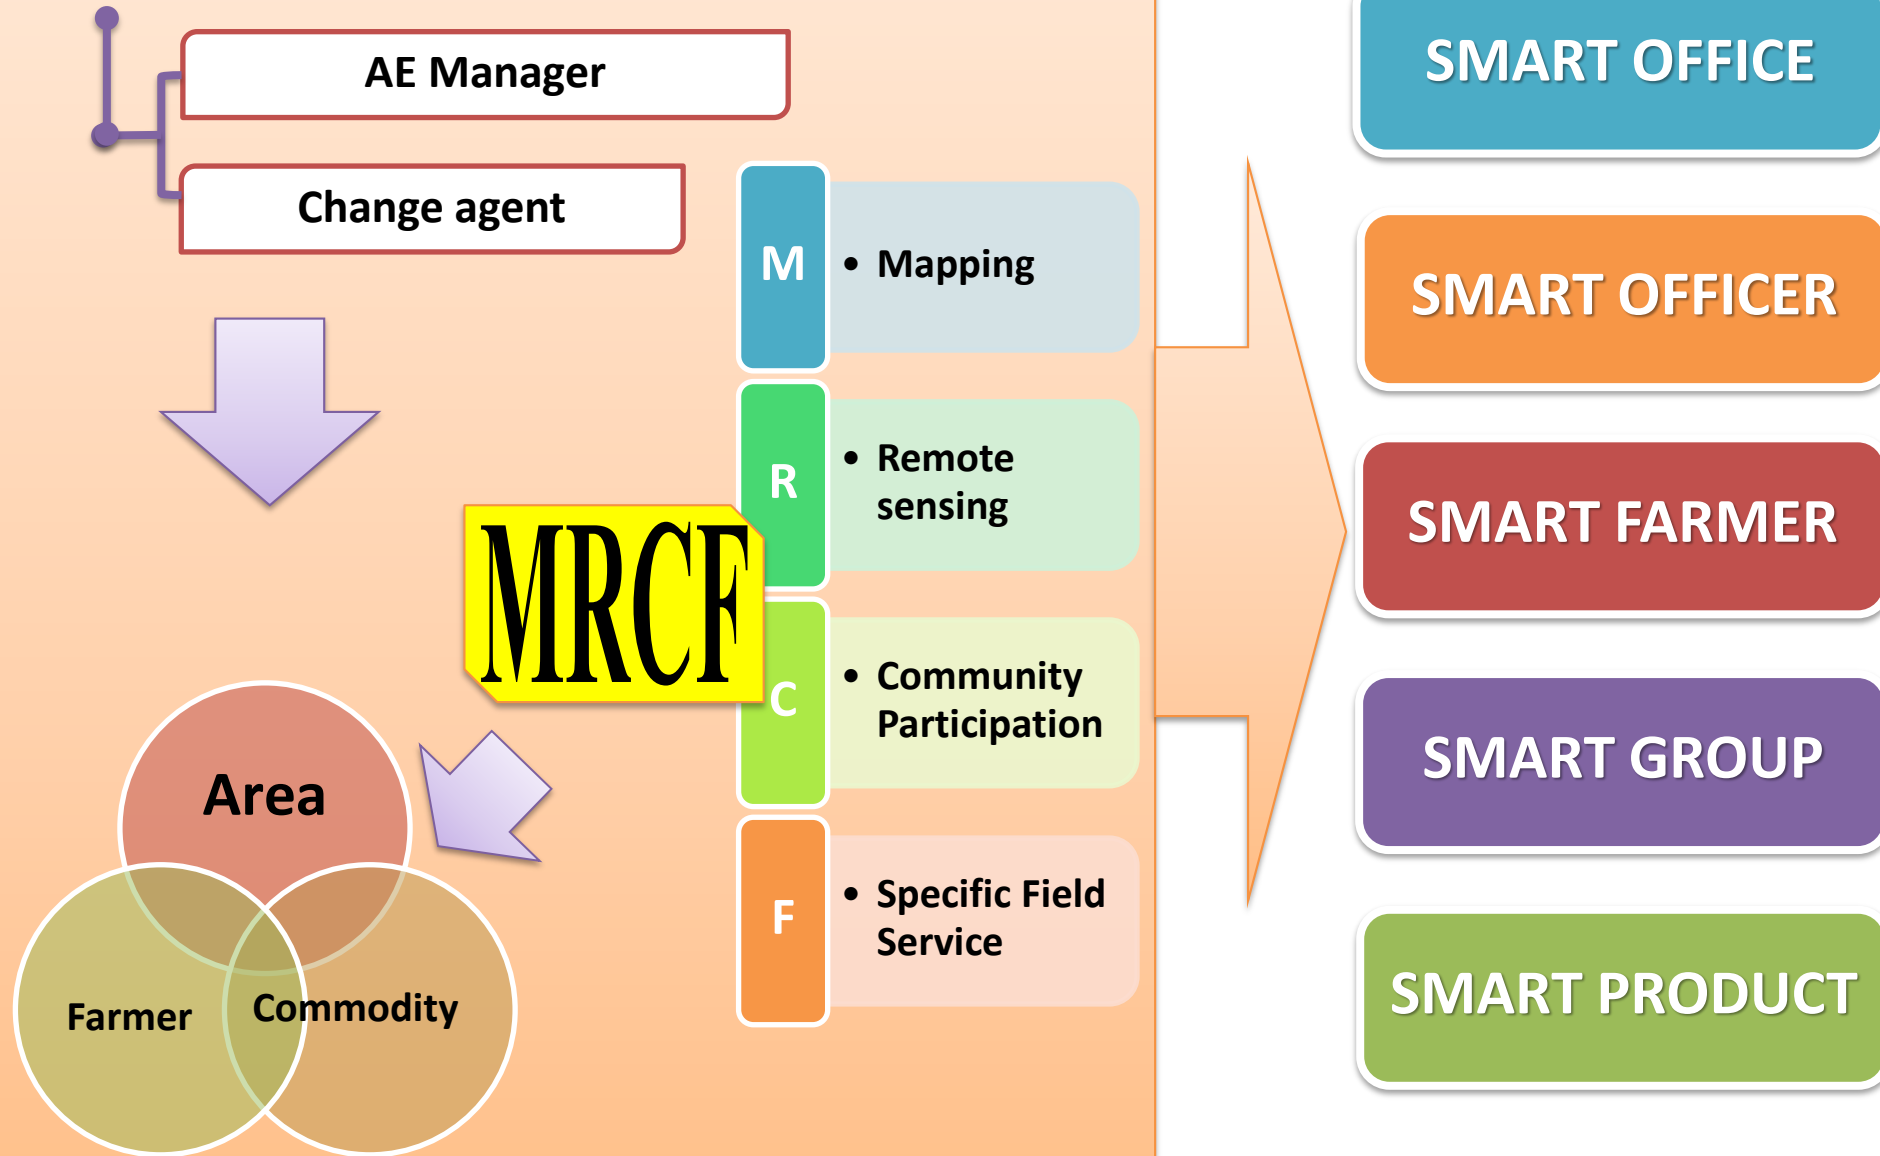 AE Manager
Change agent
MRCF
M
• Mapping
R
• Remote
sensing
C
• Community
Participation
F
• Specific Field
Service
Area
Farmer
Commodity
SMART OFFICE
SMART OFFICER
SMART FARMER
SMART GROUP
SMART PRODUCT